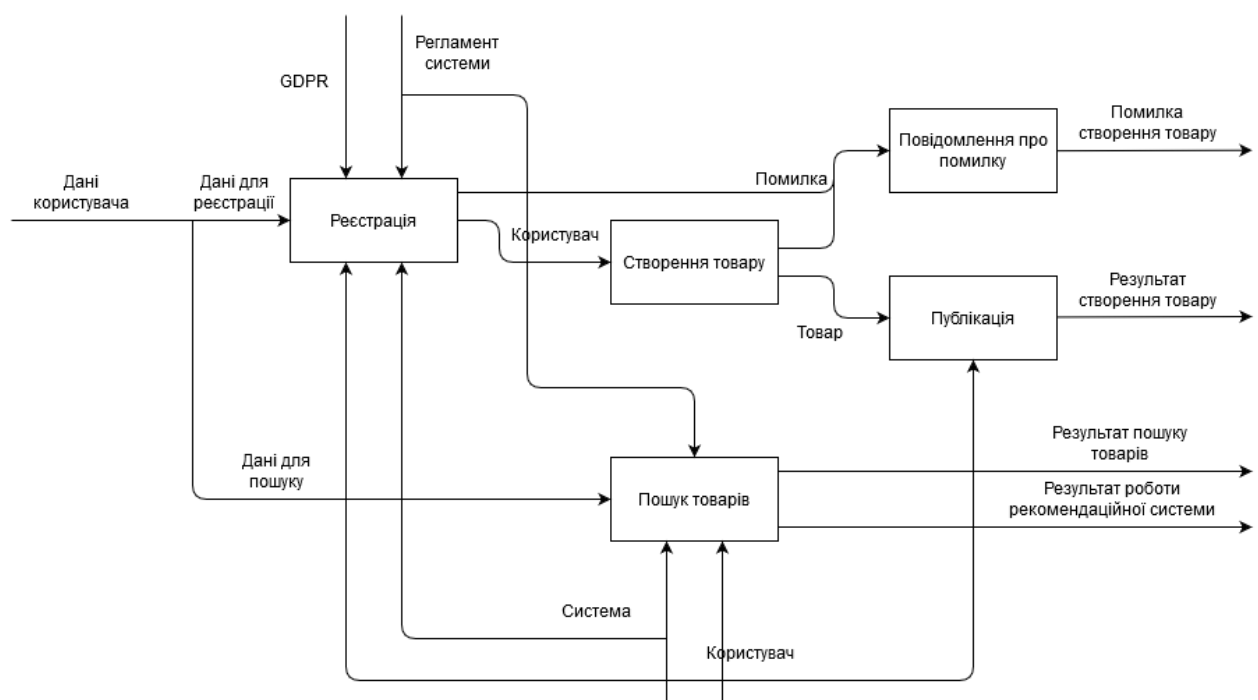 Регламент
системи
GDPR
Помилка
створення товару
Повідомлення про
помилку
Дані
користувача
Дані для
реєстрації
Помилка
Реєстрація
Користувач
Створення товару
Результат
створення товару
Товар
Публікація
Результат пошуку
товарів
Дані для
пошуку
Пошук товарів
Результат роботи
рекомендаційної системи
Система
Користувач